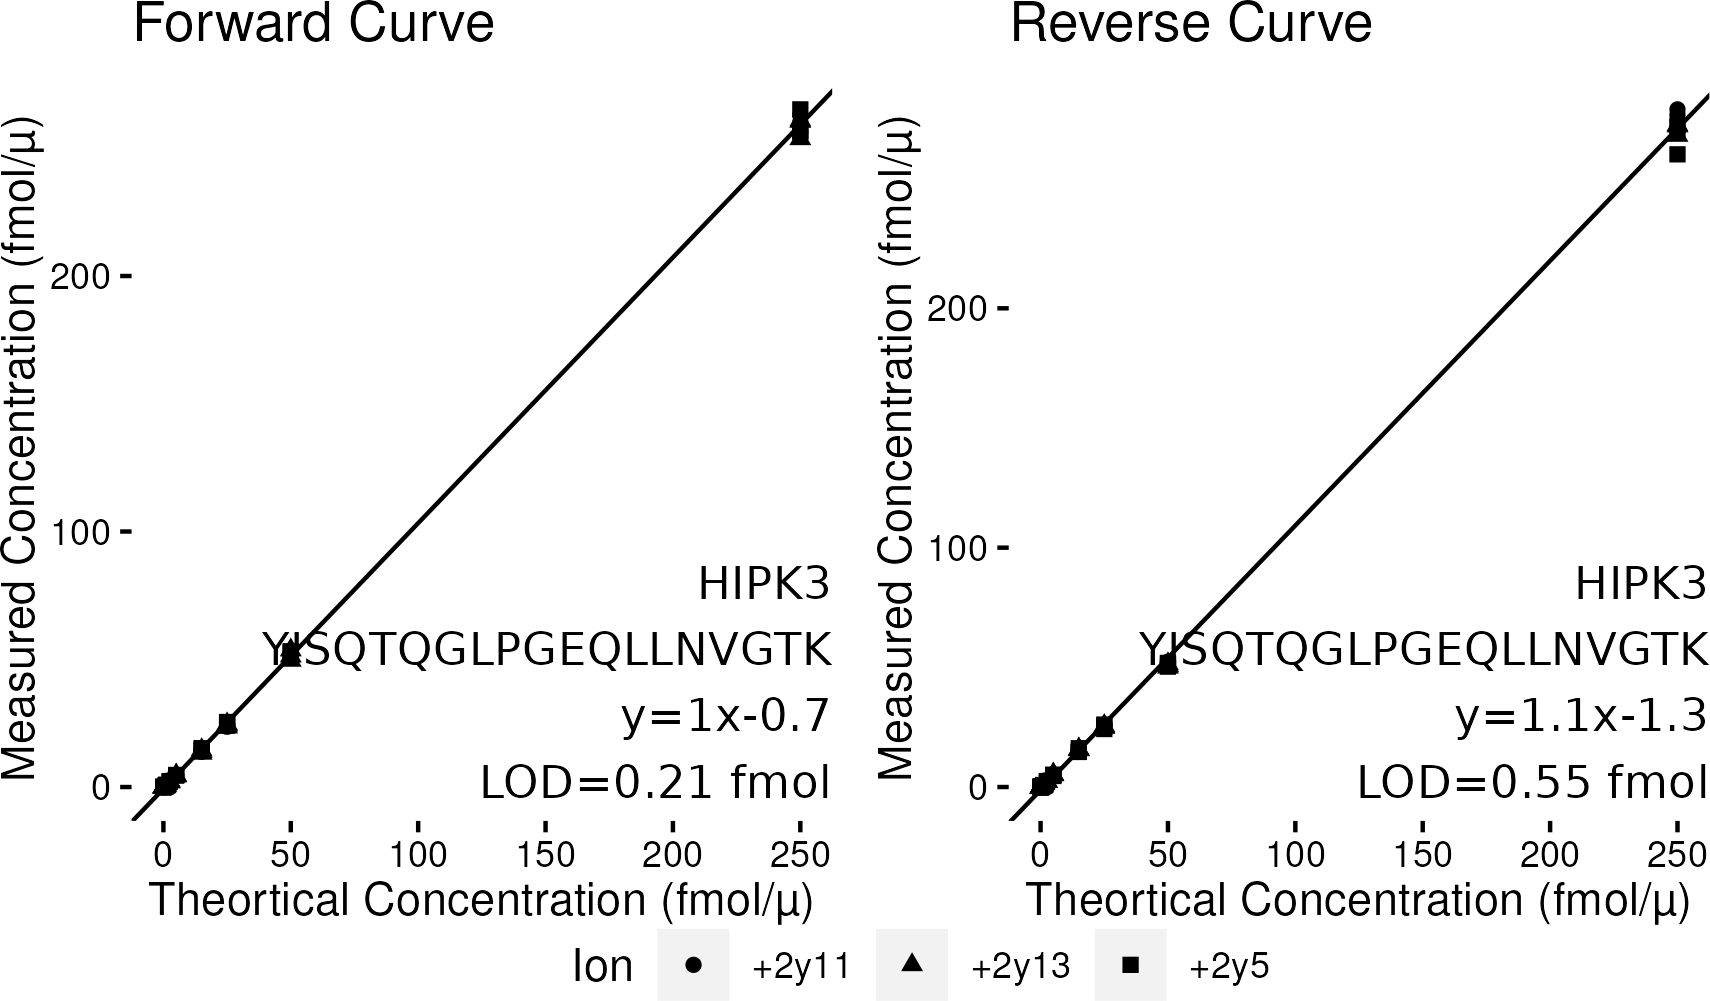 Forward Curve
Measured Concentration (fmol/µ)
200
100
0
HIPK3
YISQTQGLPGEQLLNVGTK
y=1x-0.7
LOD=0.21 fmol
0 50 100 150 200 250
Theortical Concentration (fmol/µ)
Reverse Curve
Measured Concentration (fmol/µ)
200
100
0
HIPK3
YISQTQGLPGEQLLNVGTK
y=1.1x-1.3
LOD=0.55 fmol
0 50 100 150 200 250
Theortical Concentration (fmol/µ)
Ion +2y11 +2y13 +2y5